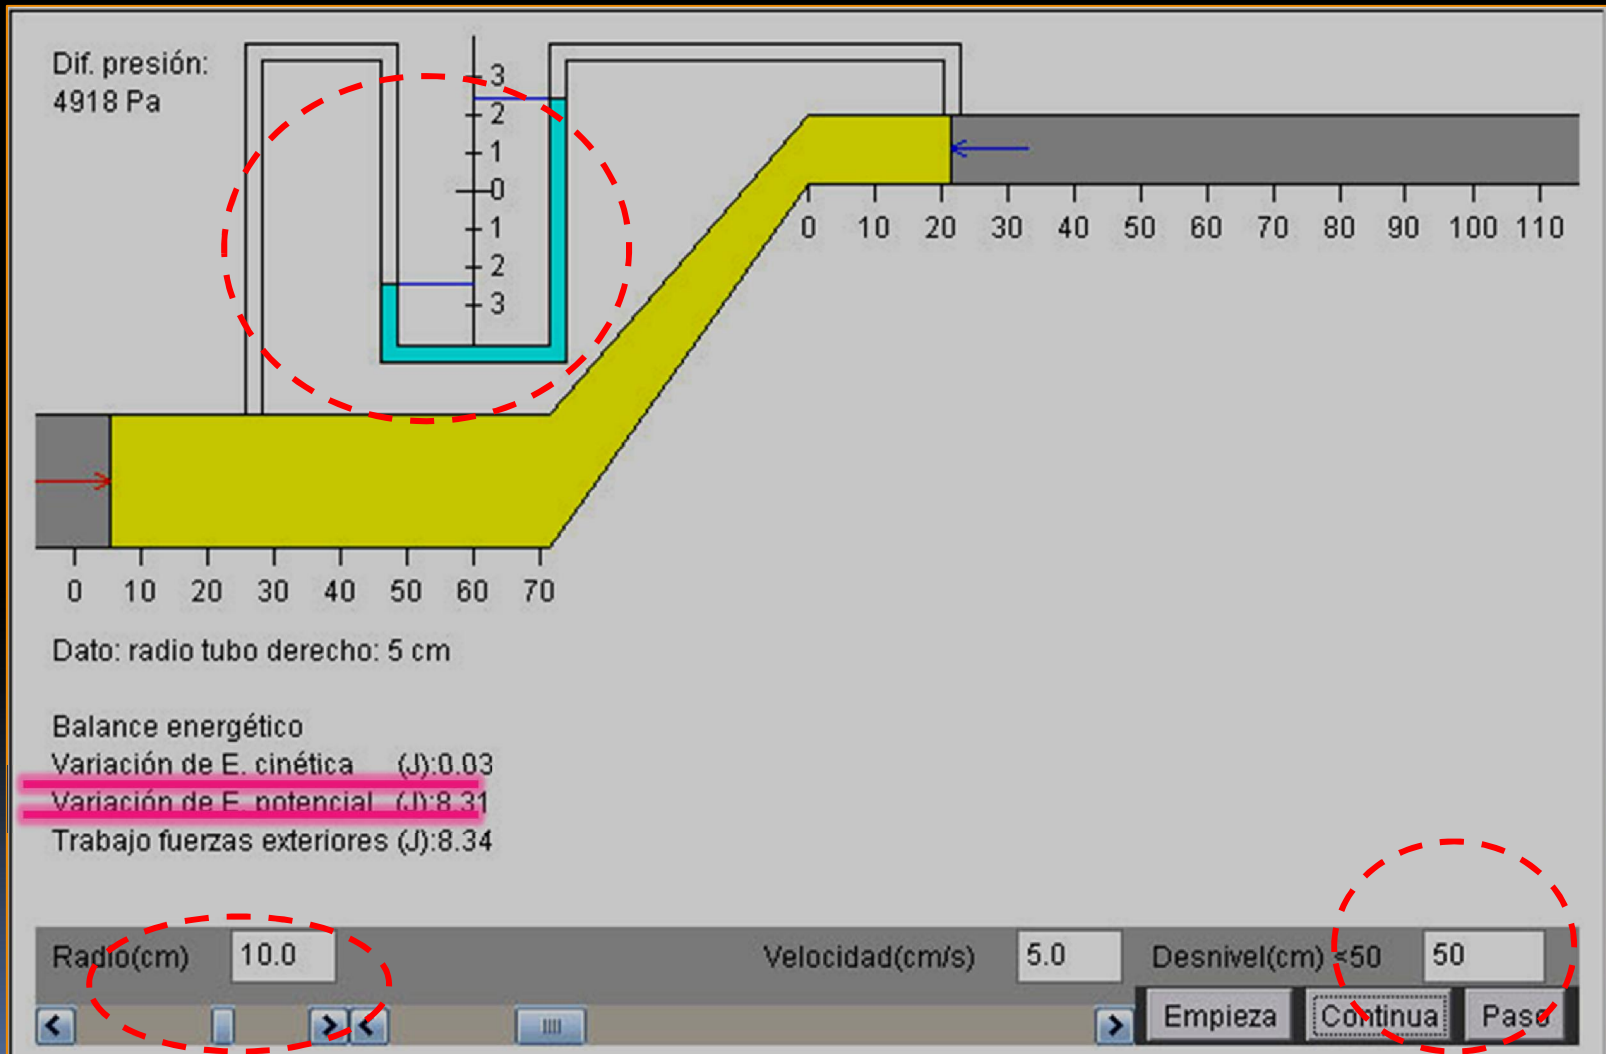 Dif. presión:
4918 Pa
3
2
1
0
1
2
3
0 10 20 30 40 50 60 70 80 90 100 110
0 10 20 30 40 50 60 70
Dato: radio tubo derecho: 5 cm
Balance energético
Variación de E. cinética (J):0.03
Variación de E. potencial (J):8.31
Trabajo fuerzas exteriores (J):8.34
Radio(cm) 10.0 Velocidad(cm/s) 5.0 Desnivel(cm) <50 50
Empieza Continua Paso